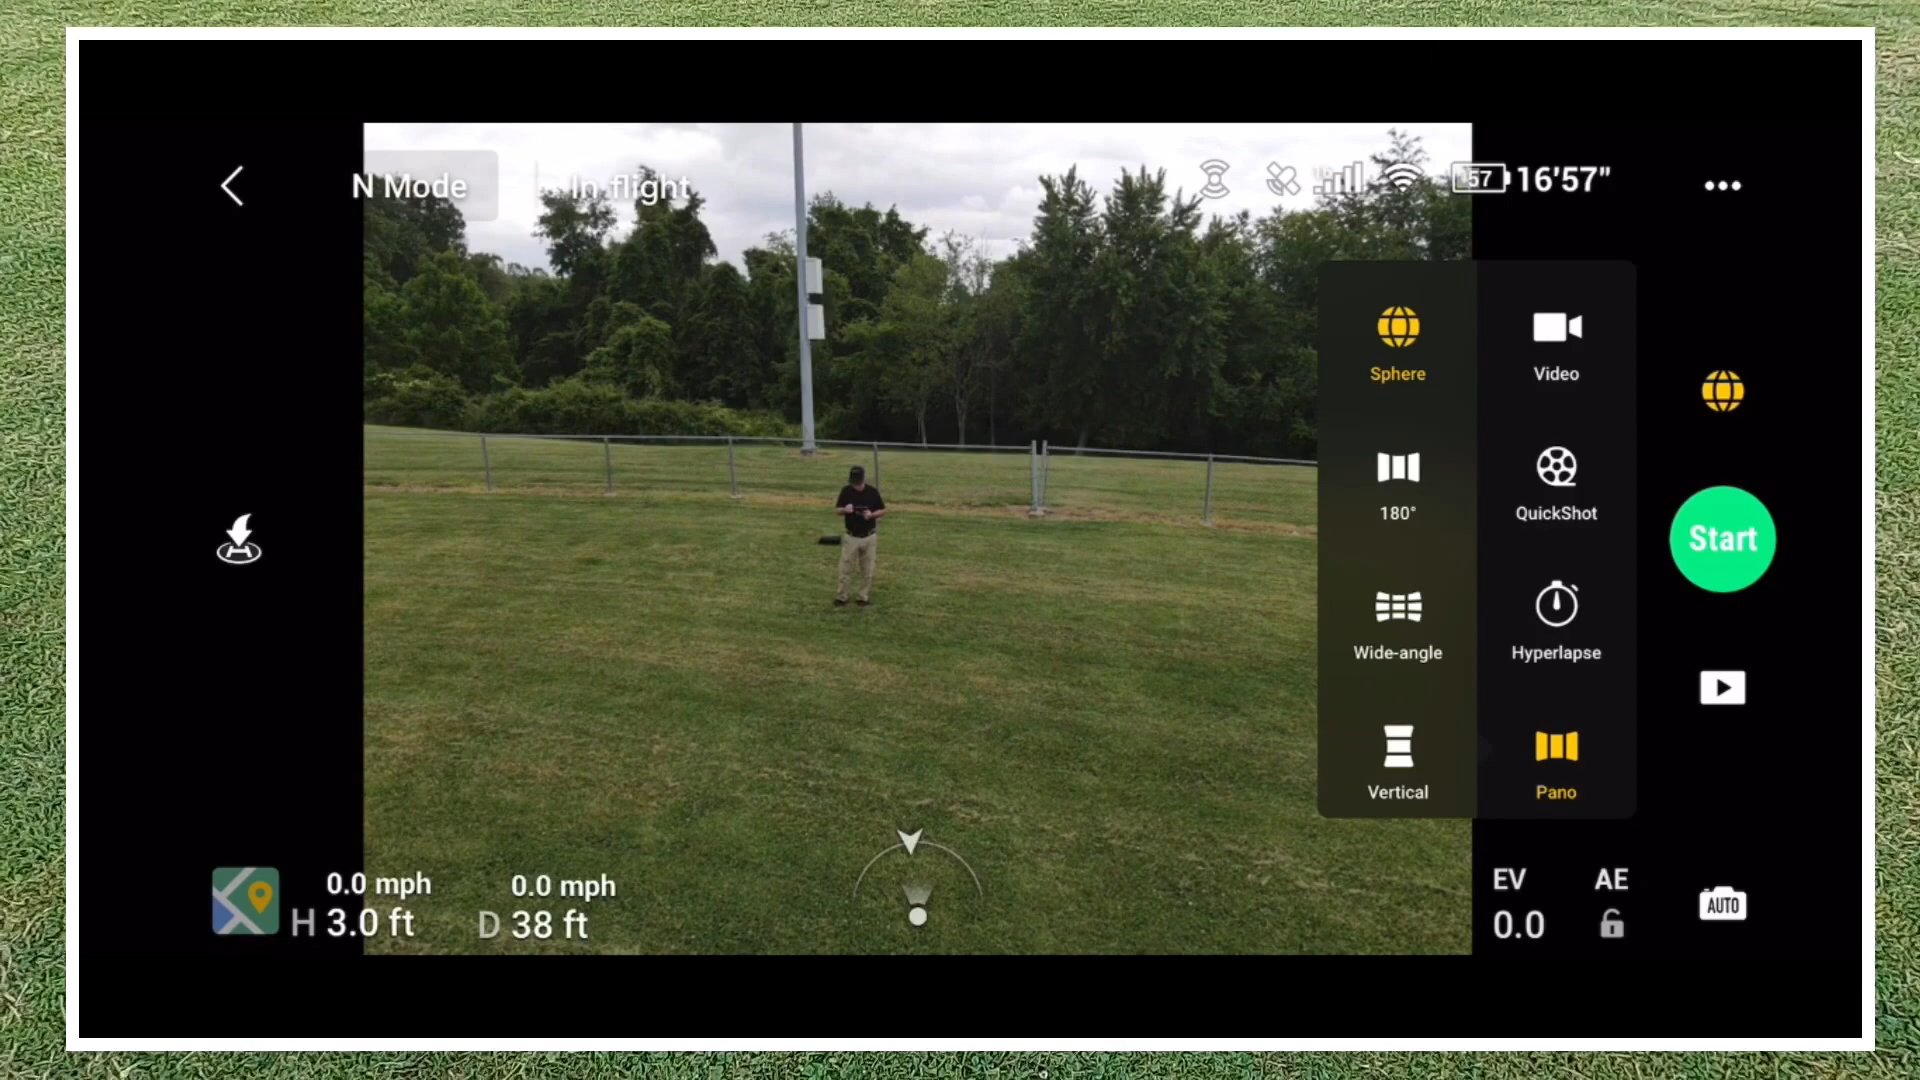 N Mode
In flight
16
57
16'57"
Sphere
Video
180°
QuickShot
Wide-angle
Hyperlapse
Vertical
Pano
Start
0.0 mph
0.0 mph
H 3.0 ft
D 38 ft
EV
AE
0.0
AUTO